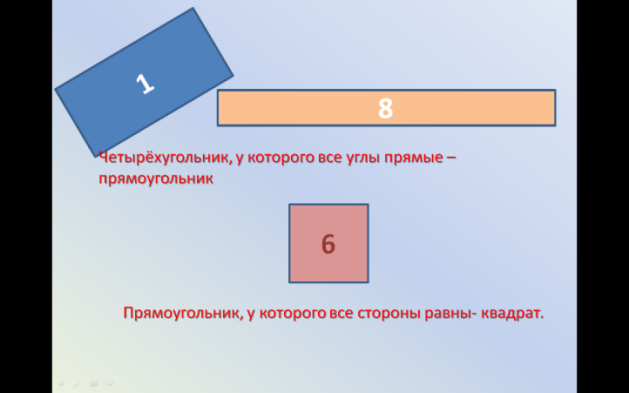 1
8
Четырёхугольник, у которого все углы прямые –
прямоугольник
6
Прямоугольник, у которого все стороны равны- квадрат.